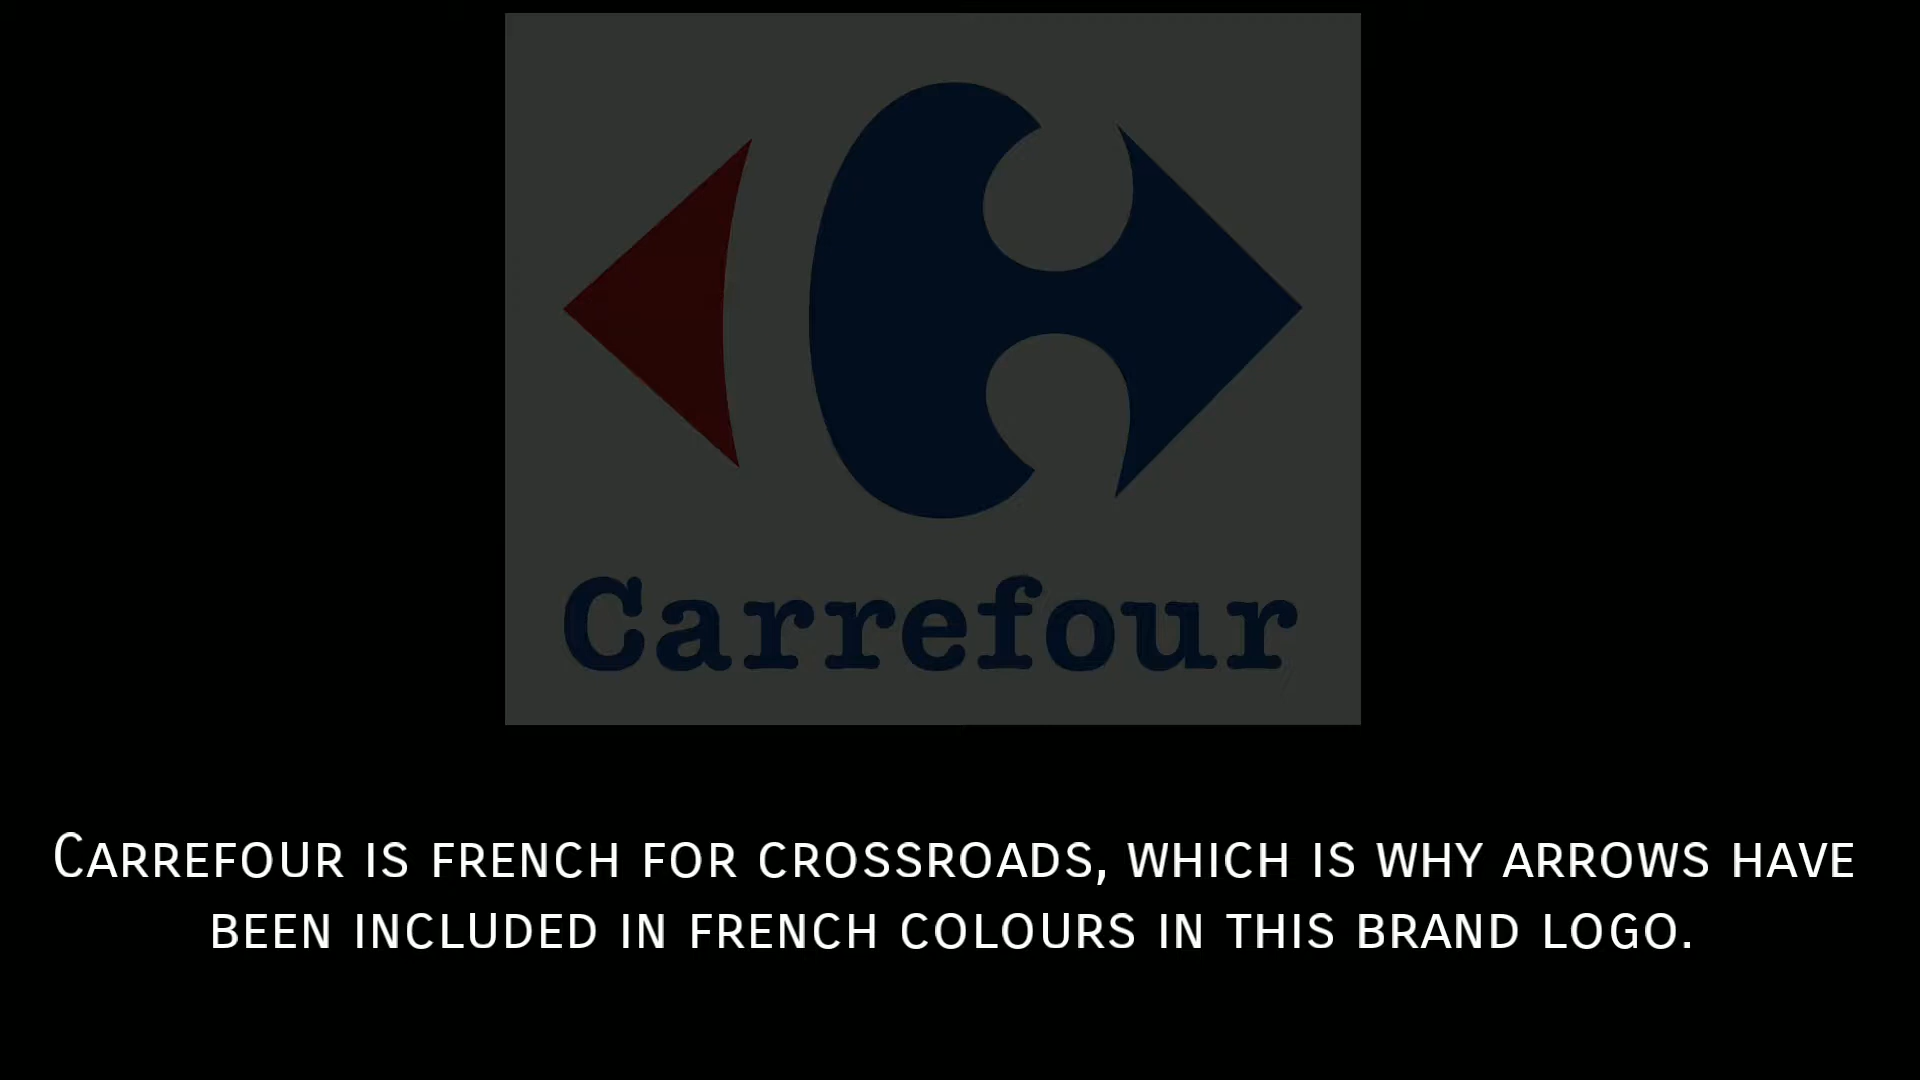 Carrefour
Carrefour is french for crossroads, which is why arrows have
been included in french colours in this brand logo.